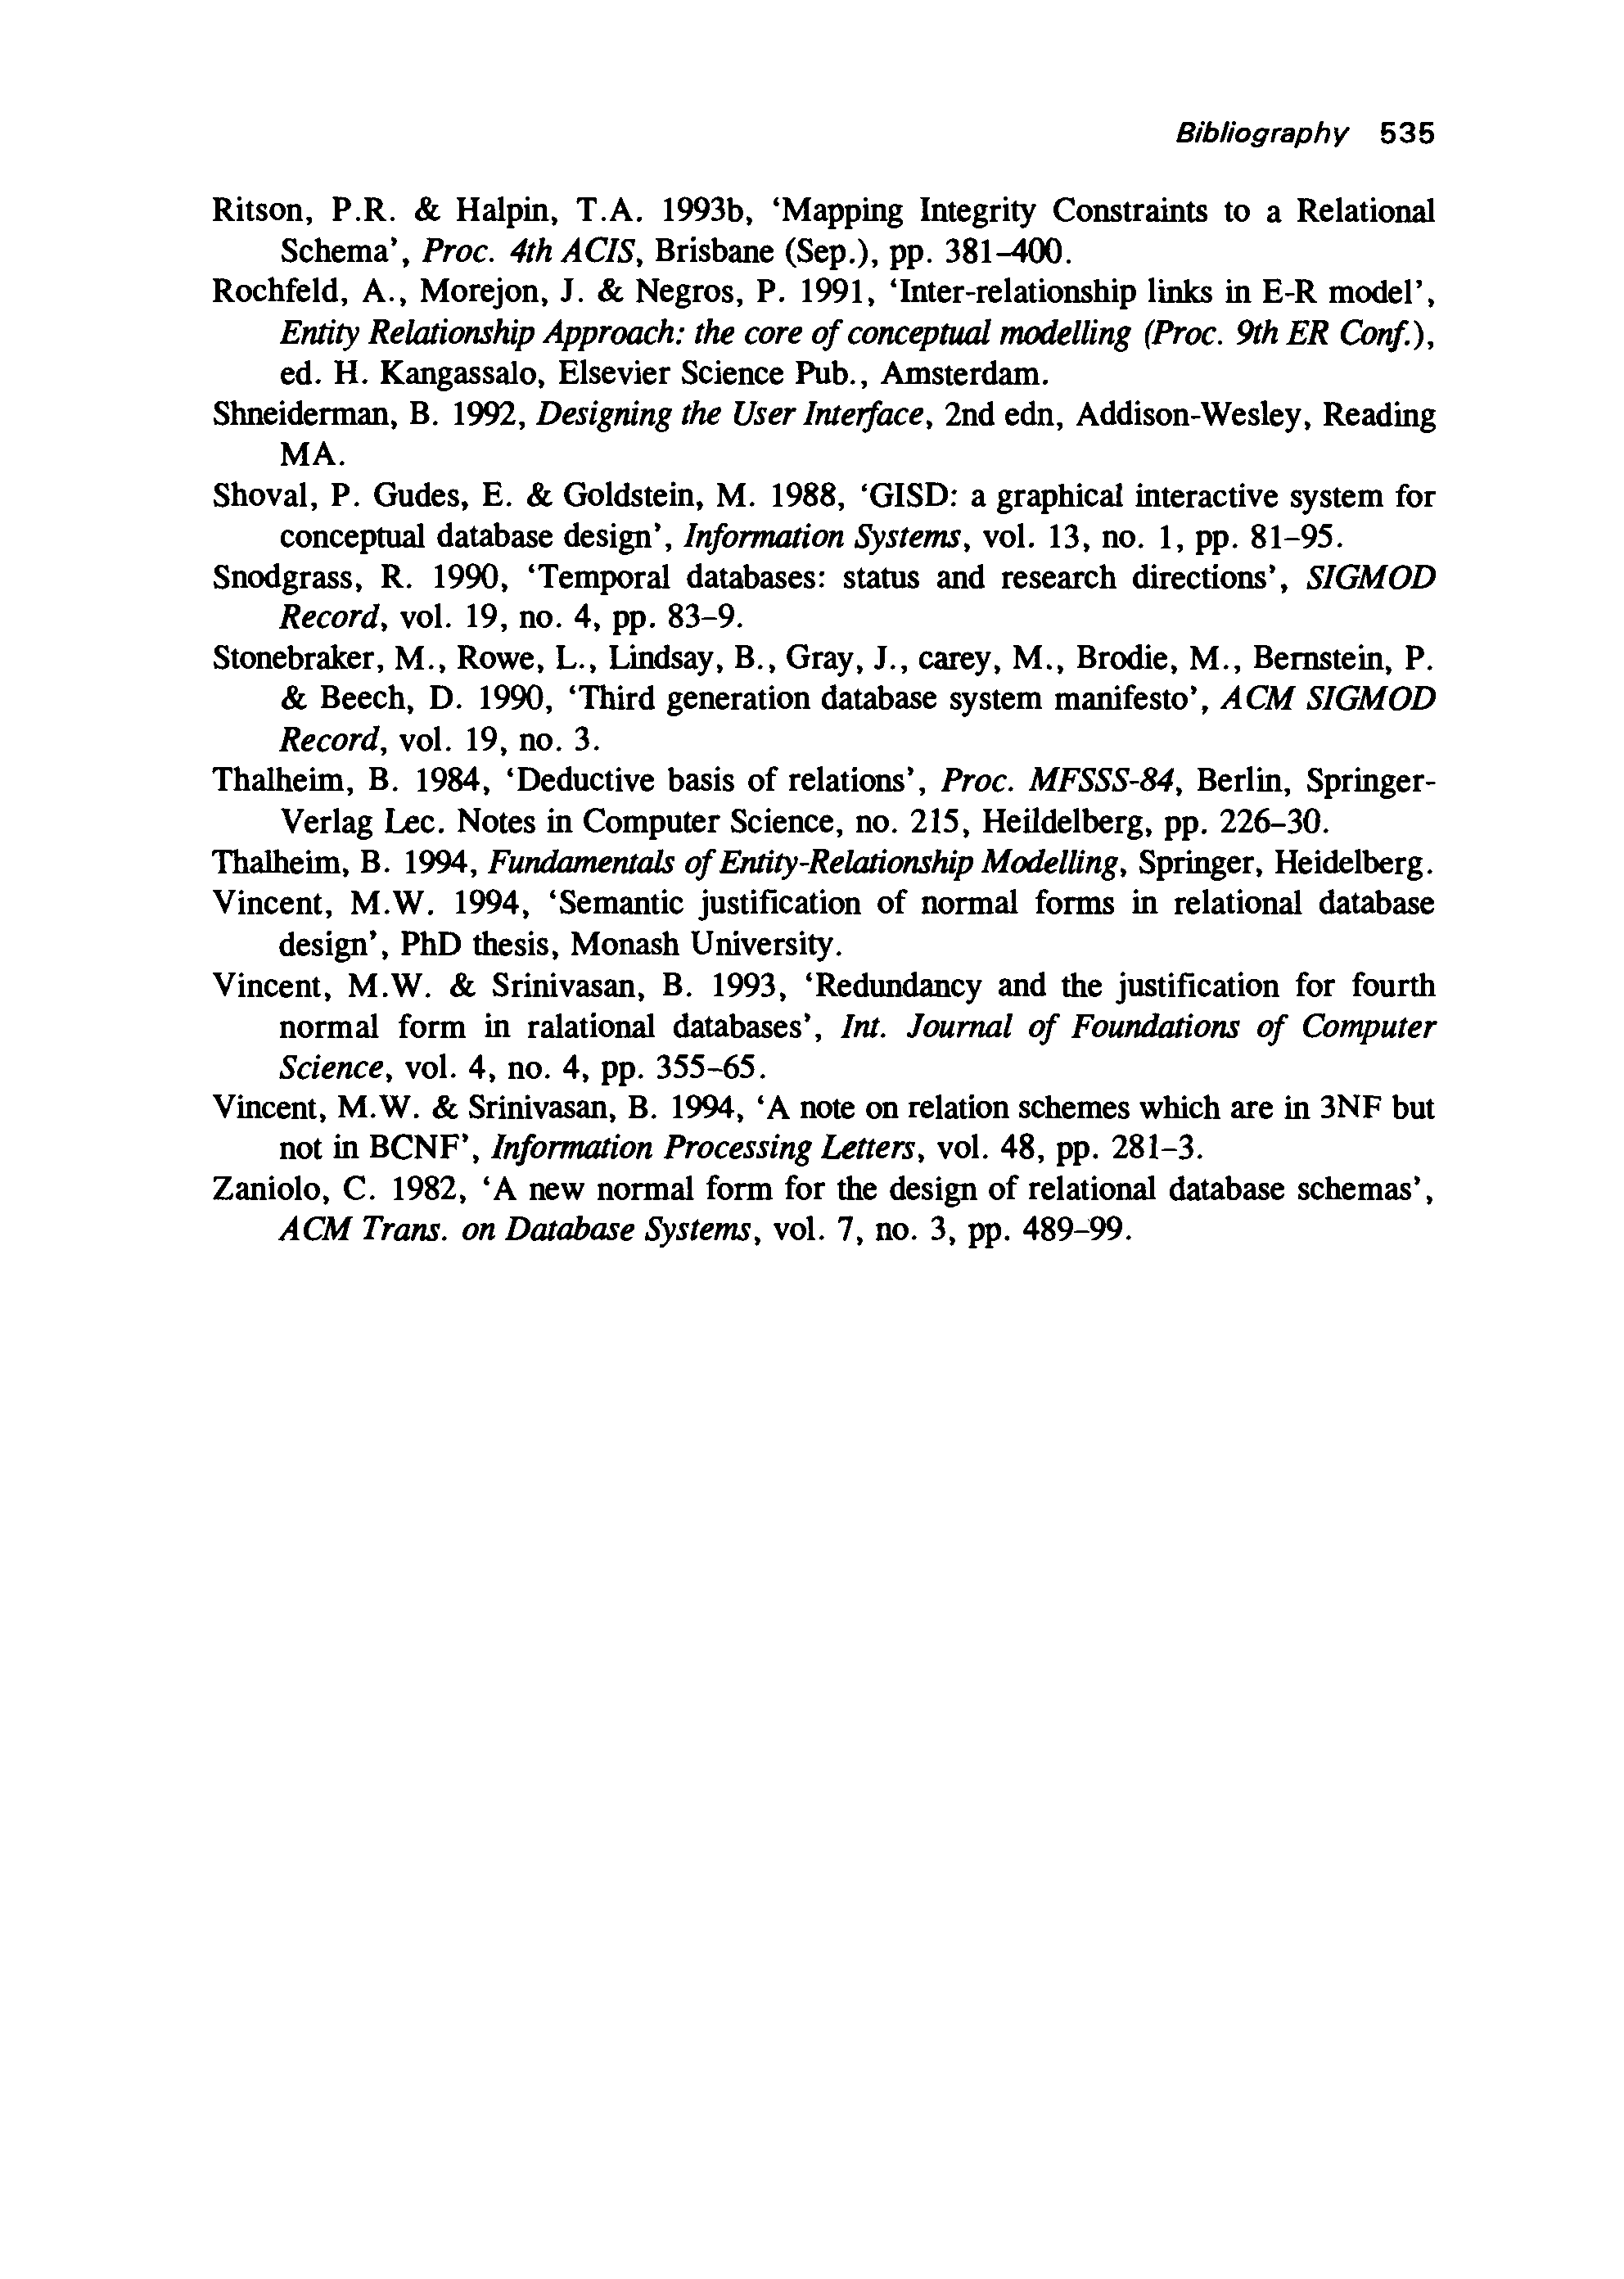 Bibliography 535
Ritson, P.R. & Halpin, T.A. 1993b, ‘Mapping Integrity Constraints to a Relational
Schema’, Proc. 4th ACIS, Brisbane (Sep.), pp. 381–400.
Rochfeld, A., Morejon, J. & Negros, P. 1991, ‘Inter-relationship links in E-R model’,
Entity Relationship Approach: the core of conceptual modelling (Proc. 9th ER Conf.),
ed. H. Kangassalo, Elsevier Science Pub., Amsterdam.
Shneiderman, B. 1992, Designing the User Interface, 2nd edn, Addison-Wesley, Reading
MA.
Shoval, P. Gudes, E. & Goldstein, M. 1988, ‘GISD: a graphical interactive system for
conceptual database design’, Information Systems, vol. 13, no. 1, pp. 81–95.
Snodgrass, R. 1990, ‘Temporal databases: status and research directions’, SIGMOD
Record, vol. 19, no. 4, pp. 83–9.
Stonebraker, M., Rowe, L., Lindsay, B., Gray, J., carey, M., Brodie, M., Bernstein, P.
& Beech, D. 1990, ‘Third generation database system manifesto’, ACM SIGMOD
Record, vol. 19, no. 3.
Thalheim, B. 1984, ‘Deductive basis of relations’, Proc. MFSSS-84, Berlin, Springer-
Verlag Lec. Notes in Computer Science, no. 215, Heildelberg, pp. 226–30.
Thalheim, B. 1994, Fundamentals of Entity-Relationship Modelling, Springer, Heidelberg.
Vincent, M.W. 1994, ‘Semantic justification of normal forms in relational database
design’, PhD thesis, Monash University.
Vincent, M.W. & Srinivasan, B. 1993, ‘Redundancy and the justification for fourth
normal form in ralational databases’, Int. Journal of Foundations of Computer
Science, vol. 4, no. 4, pp. 355–65.
Vincent, M.W. & Srinivasan, B. 1994, ‘A note on relation schemes which are in 3NF but
not in BCNF’, Information Processing Letters, vol. 48, pp. 281–3.
Zaniolo, C. 1982, ‘A new normal form for the design of relational database schemas’,
ACM Trans. on Database Systems, vol. 7, no. 3, pp. 489–99.